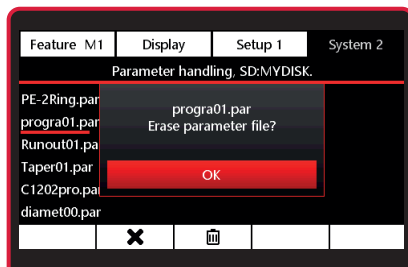 Feature M1 Display Setup 1 System 2
Parameter handling, SD:MYDISK.
PE-2Ring.par
progra01.par
Runout01.pa
Taper01.par
C1202pro.par
diamet00.par
progra01.par
Erase parameter file?
OK